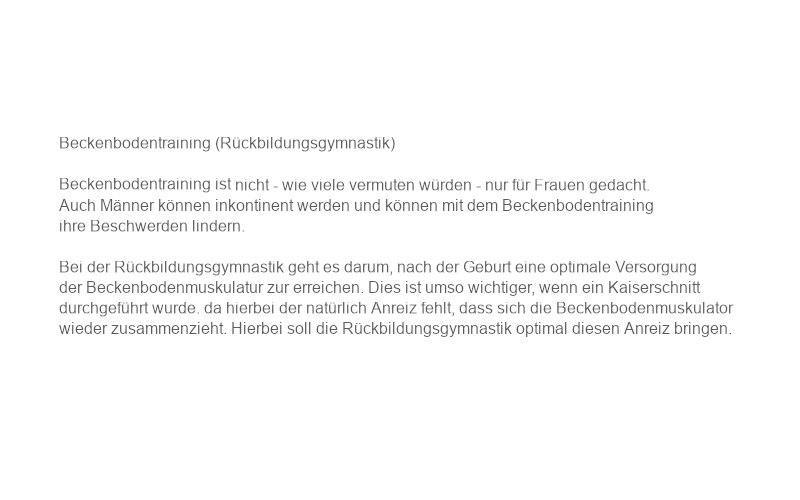 Beckenbodentraining (Rückbildungsgymnastik)
Beckenbodentraining ist nicht - wie viele vermuten würden - nur für Frauen gedacht.
Auch Männer können inkontinent werden und können mit dem Beckenbodentraining
ihre Beschwerden lindern.
Bei der Rückbildungsgymnastik geht es darum, nach der Geburt eine optimale Versorgung
der Beckenbodenmuskulatur zur erreichen. Dies ist umso wichtiger, wenn ein Kaiserschnitt
durchgeführt wurde. da hierbei der natürlich Anreiz fehlt, dass sich die Beckenbodenmuskulator
wieder zusammenzieht. Hierbei soll die Rückbildungsgymnastik optimal diesen Anreiz bringen.